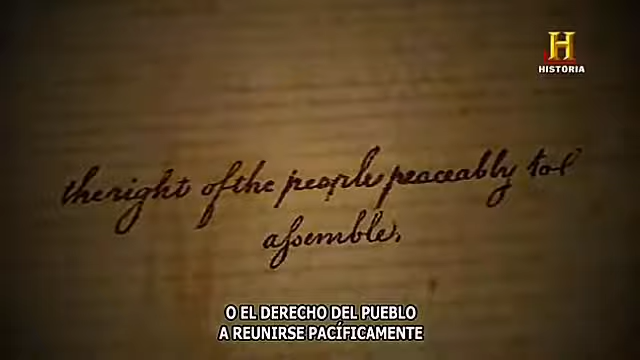 H
HISTORIA
the right of the people peaceably to
assemble,
O EL DERECHO DEL PUEBLO
A REUNIRSE PACÍFICAMENTE